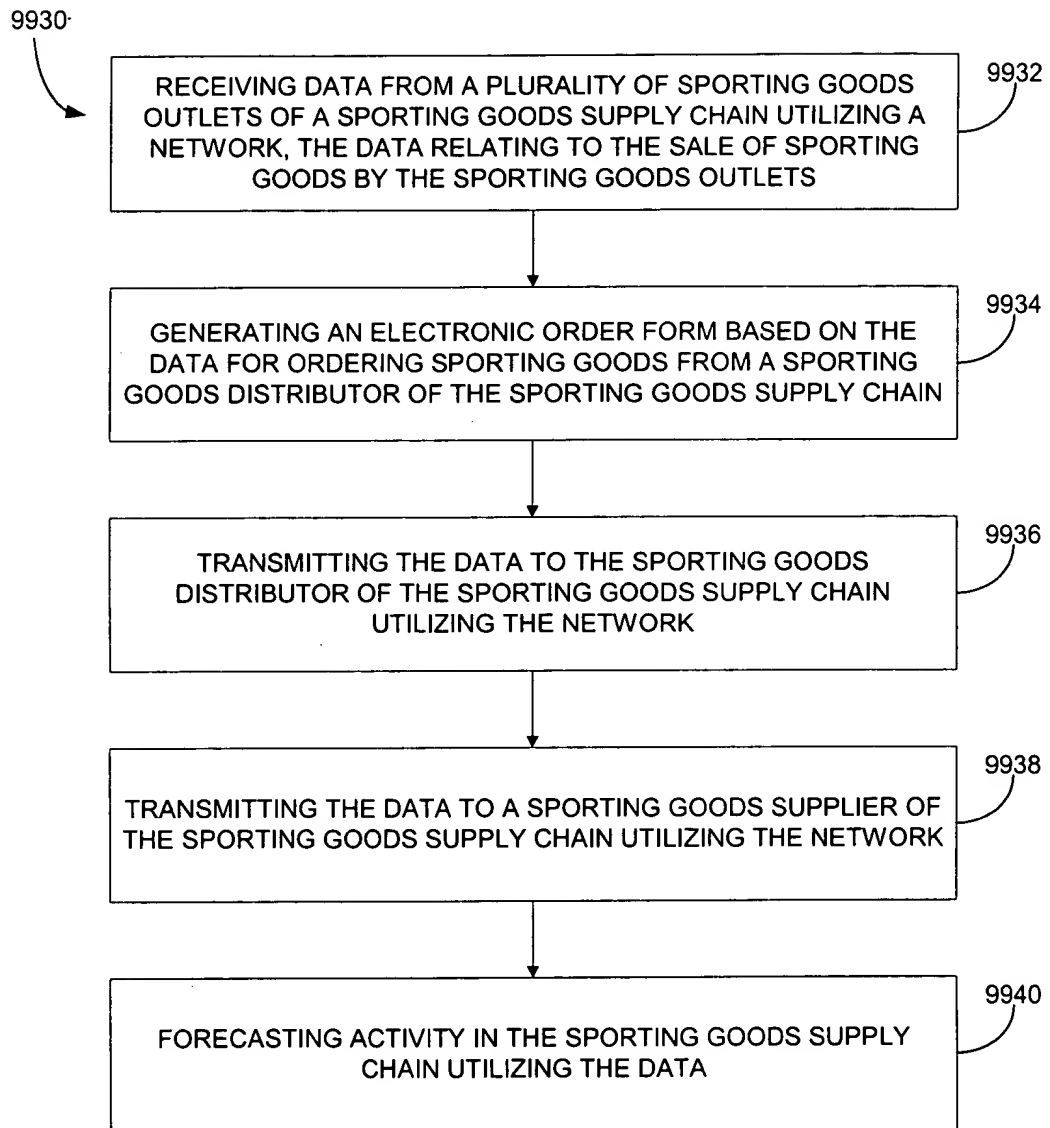 9930
RECEIVING DATA FROM A PLURALITY OF SPORTING GOODS
OUTLETS OF A SPORTING GOODS SUPPLY CHAIN UTILIZING A
NETWORK, THE DATA RELATING TO THE SALE OF SPORTING
GOODS BY THE SPORTING GOODS OUTLETS
9932
GENERATING AN ELECTRONIC ORDER FORM BASED ON THE
DATA FOR ORDERING SPORTING GOODS FROM A SPORTING
GOODS DISTRIBUTOR OF THE SPORTING GOODS SUPPLY CHAIN
9934
TRANSMITTING THE DATA TO THE SPORTING GOODS
DISTRIBUTOR OF THE SPORTING GOODS SUPPLY CHAIN
UTILIZING THE NETWORK
9936
TRANSMITTING THE DATA TO A SPORTING GOODS SUPPLIER OF
THE SPORTING GOODS SUPPLY CHAIN UTILIZING THE NETWORK
9938
FORECASTING ACTIVITY IN THE SPORTING GOODS SUPPLY
CHAIN UTILIZING THE DATA
9940